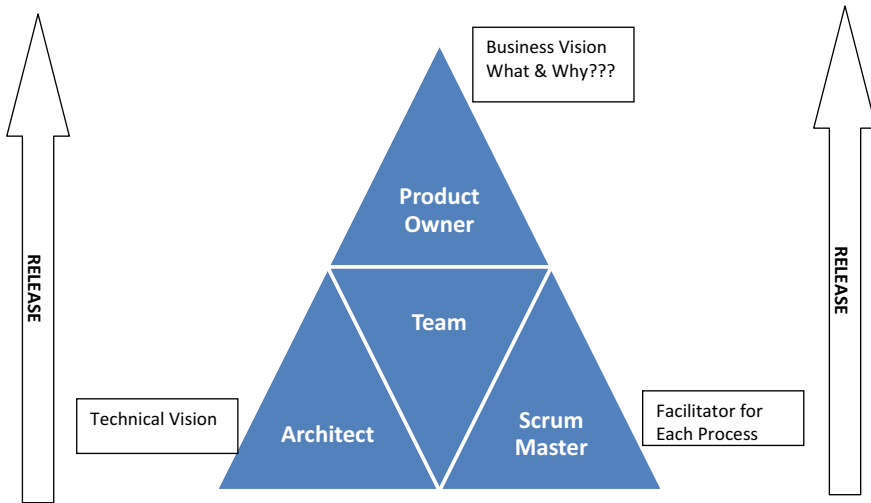 Business Vision
What & Why???
Product
Owner
RELEASE
RELEASE
Team
Technical Vision
Architect
Scrum
Master
Facilitator for
Each Process